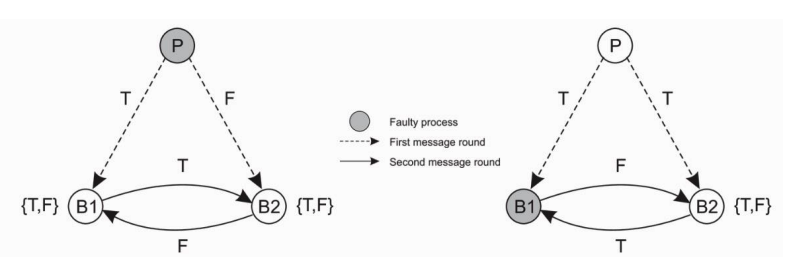 P
T
F
T
{T,F}
B1
B2
{T,F}
F
Faulty process
First message round
Second message round
P
T
T
F
B1
B2
{T,F}
T